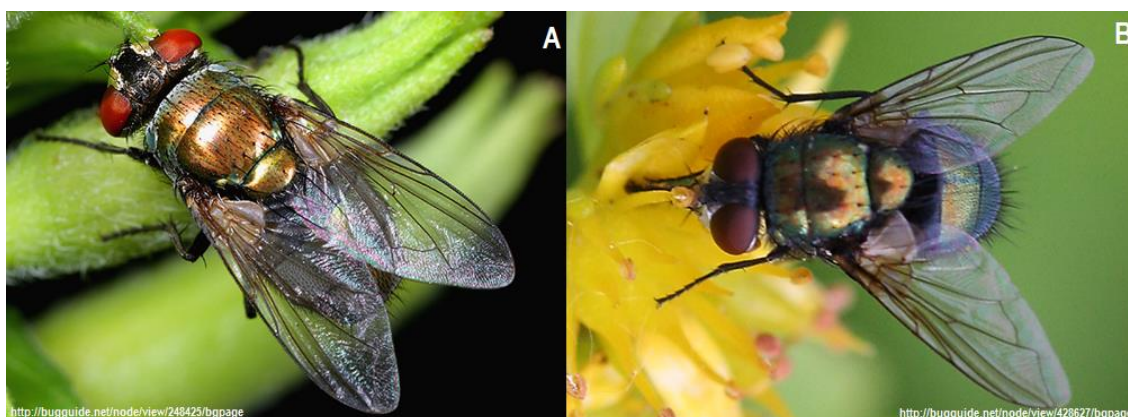 A
B
http://bugguide.net/node/view/248425/bgpage
http://bugguide.net/node/view/428627/bgpage